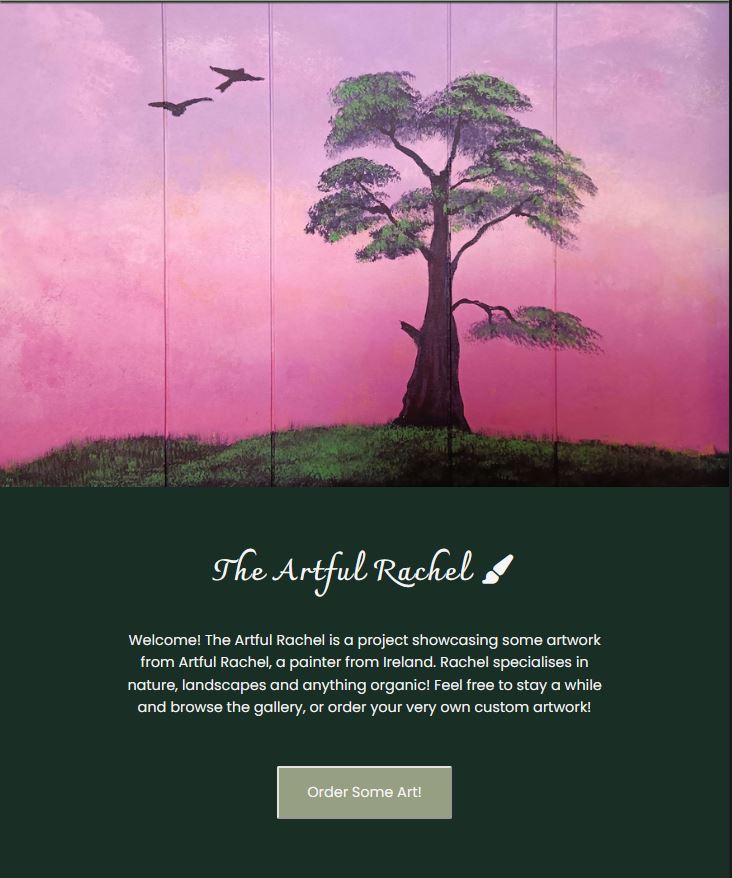 The Artful Rachel
Welcome! The Artful Rachel is a project showcasing some artwork
from Artful Rachel, a painter from Ireland. Rachel specialises in
nature, landscapes and anything organic! Feel free to stay a while
and browse the gallery, or order your very own custom artwork!
Order Some Art!